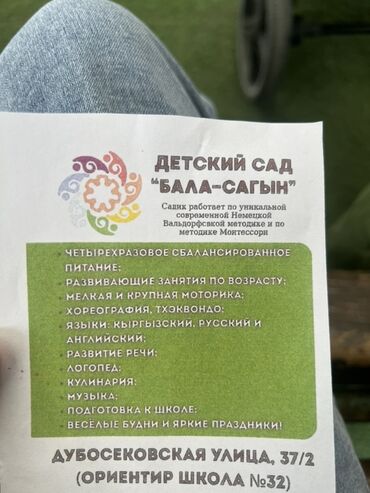 ДЕТСКИЙ САД
"БАЛА-САГЫН"
Садик работает по уникальной
современной Немецкой
Вальдорфсвой методике и по
методике Монтессори
· ЧЕТЫРЕХРАЗОВОЕ СБАЛАНСИРОВАННОЕ
ПИТАНИЕ;
· РАЗВИВАЮЩИЕ ЗАНЯТИЯ ПО ВОЗРАСТУ;
· МЕЛКАЯ И КРУПНАЯ МОТОРИКА;
· ХОРЕОГРАФИЯ, ТХЭКВОНДО;
· ЯЗЫКИ: КЫРГЫЗСКИЙ, РУССКИЙ И
АНГЛИЙСКИЙ;
· РАЗВИТИЕ РЕЧИ;
· ЛОГОПЕД;
· КУЛИНАРИЯ;
· МУЗЫКА;
· ПОДГОТОВКА К ШКОЛЕ;
· ВЕСЁЛЫЕ БУДНИ И ЯРКИЕ ПРАЗДНИКИ!
ДУБОСЕКОВСКАЯ УЛИЦА, 37/2
(ОРИЕНТИР ШКОЛА №32)